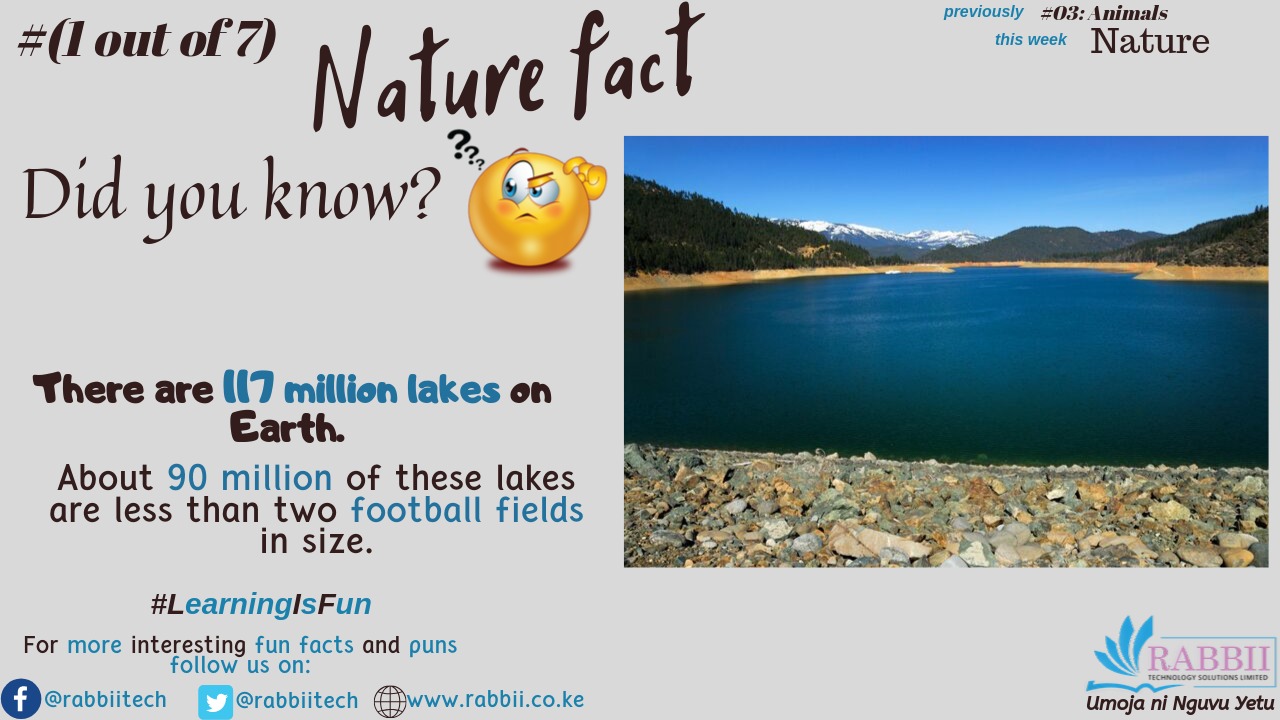 #(1 out of 7)
Nature fact
previously #03: Animals
this week Nature
Did you know?
???
There are 117 million lakes on
Earth.
About 90 million of these lakes
are less than two football fields
in size.
#LearningIsFun
For more interesting fun facts and puns
follow us on:
@rabbiitech @rabbiitech www.rabbii.co.ke
RABBII
TECHNOLOGY SOLUTIONS LIMITED
Umoja ni Nguvu Yetu